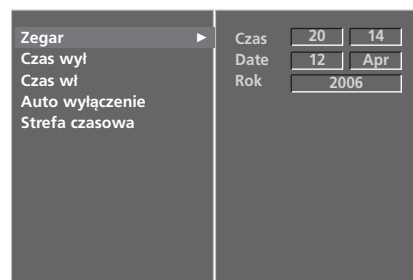 Zegar
Czas wył
Czas wł
Auto wyłączenie
Strefa czasowa
Czas 20 14
Date 12 Apr
Rok 2006